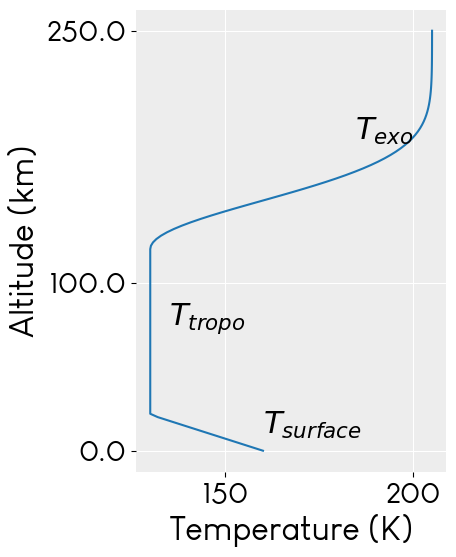 250.0
T_exo
Altitude (km)
100.0
T_tropo
T_surface
0.0
150 200
Temperature (K)